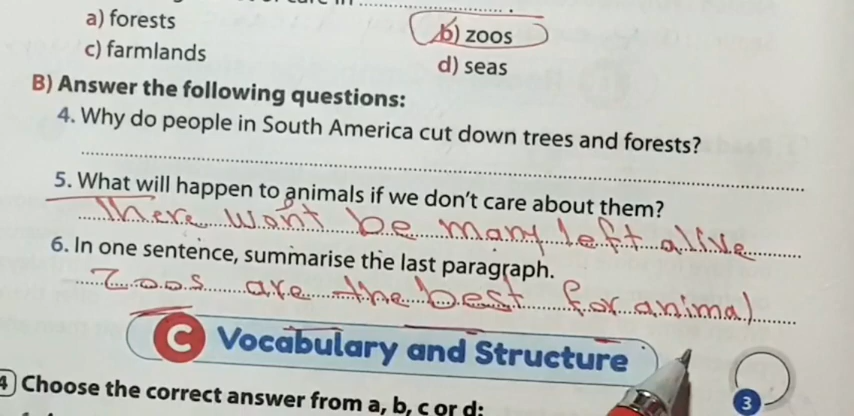 a) forests
b) zoos
c) farmlands
d) seas
B) Answer the following questions:
4. Why do people in South America cut down trees and forests?
5. What will happen to animals if we don't care about them?
there won't be many left alive
6. In one sentence, summarise the last paragraph.
Zoos are the best for animal
C Vocabulary and Structure
3
4 Choose the correct answer from a, b, c or d: